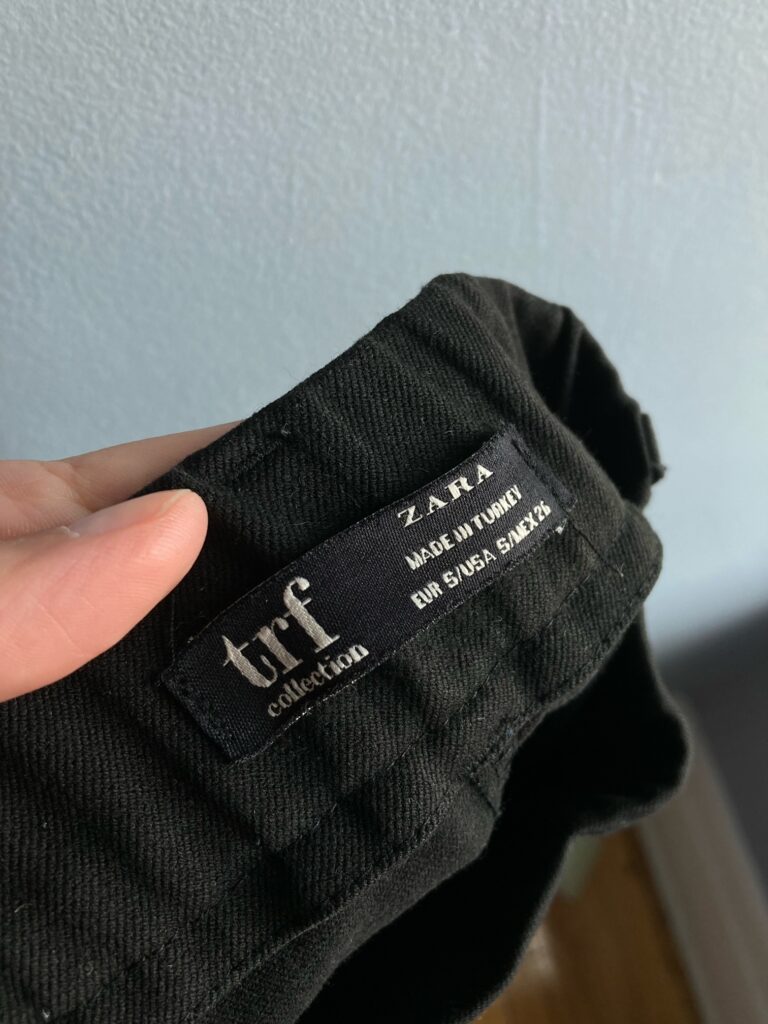 trf
collection
ZARA
MADE IN TURKEY
EUR S/USA S/MEX 26